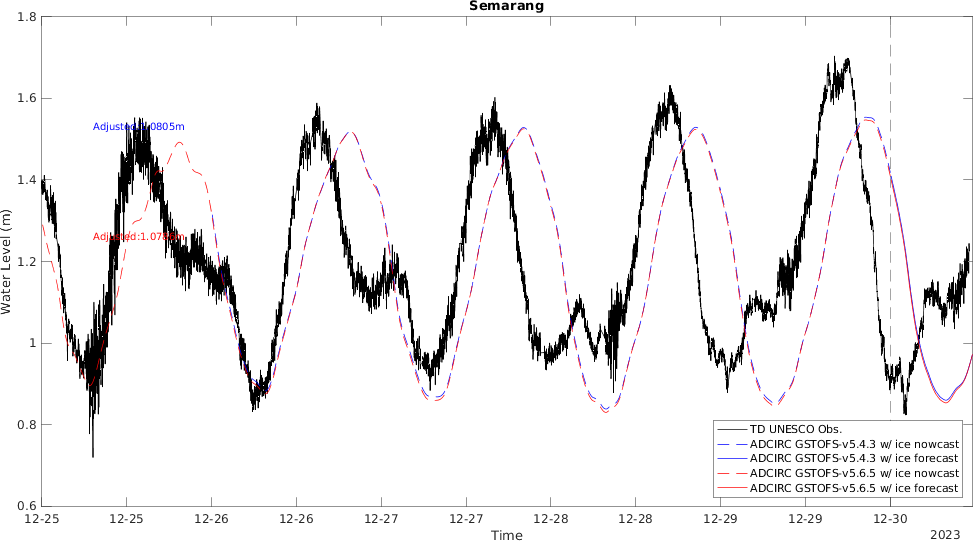 Semarang
1.8
1.6
1.4
1.2
1
0.8
0.6
Water Level (m)
Adjusted: .0805m
Adjusted:1.07 m
TD UNESCO Obs.
ADCIRC GSTOFS-v5.4.3 w/ ice nowcast
ADCIRC GSTOFS-v5.4.3 w/ ice forecast
ADCIRC GSTOFS-v5.6.5 w/ ice nowcast
ADCIRC GSTOFS-v5.6.5 w/ ice forecast
12-25 12-25 12-26 12-26 12-27 12-27 12-28 12-28 12-29 12-29 12-30
Time
2023